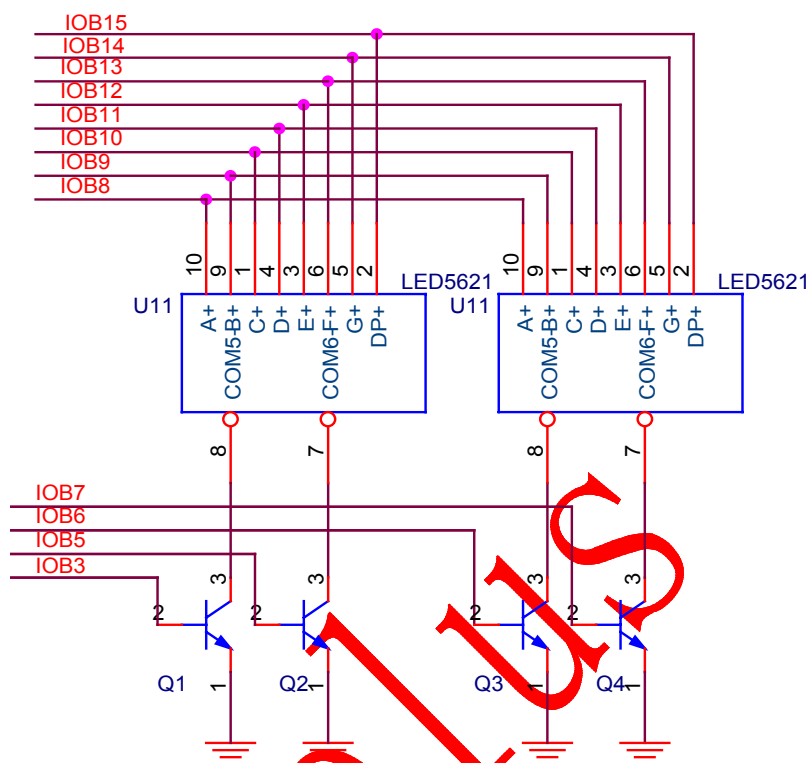 IOB15
IOB14
IOB13
IOB12
IOB11
IOB10
IOB9
IOB8
10 9 1 4 3 6 5 2
10 9 1 4 3 6 5 2
U11 LED5621
U11 LED5621
A+ COM5-B+ C+ D+ E+ COM6-F+ G+ DP+
A+ COM5-B+ C+ D+ E+ COM6-F+ G+ DP+
8 7 8 7
IOB7
IOB6
IOB5
IOB3
3 3 3 3
2 2 2 2
Q1 1 Q2 1 Q3 1 Q4 1
US